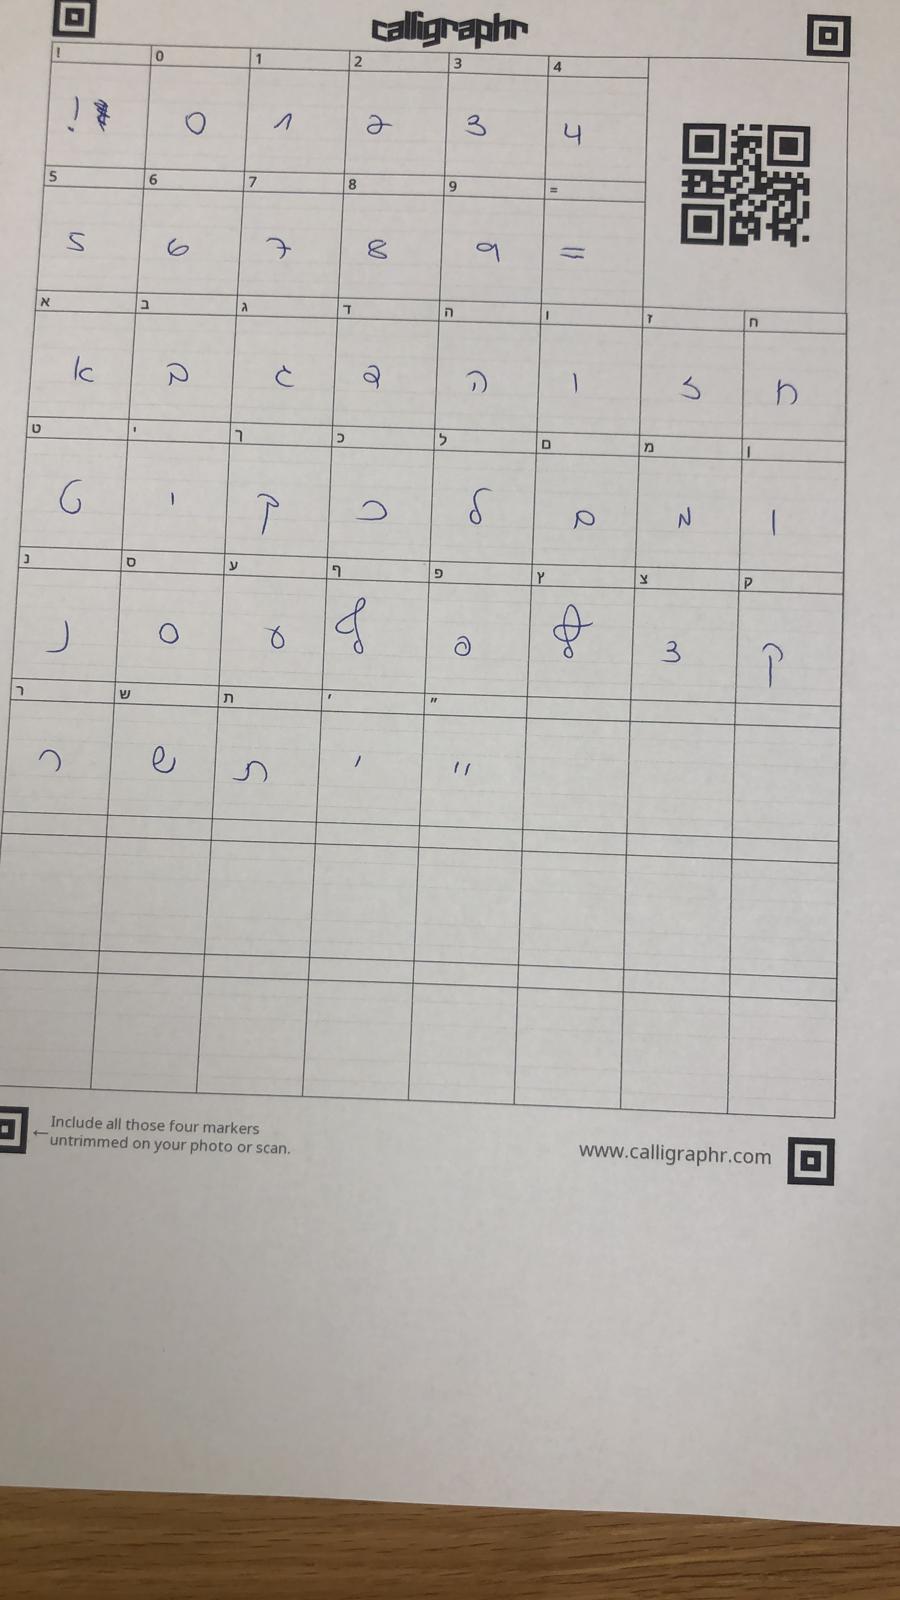 calligraphr
! 0 1 2 3 4
! 0 1 2 3 4
5 6 7 8 9 =
5 6 7 8 9 =
א ב ג ד ה ו ז ח
א ב ג ד ה ו ז ח
ט י ך כ ל ם מ ן
ט י ך כ ל ם מ ן
נ ס ע ף פ ץ צ ק
נ ס ע ף פ ץ צ ק
ר ש ת ׳ ״
ר ש ת ׳ ״
←Include all those four markers
untrimmed on your photo or scan.
www.calligraphr.com